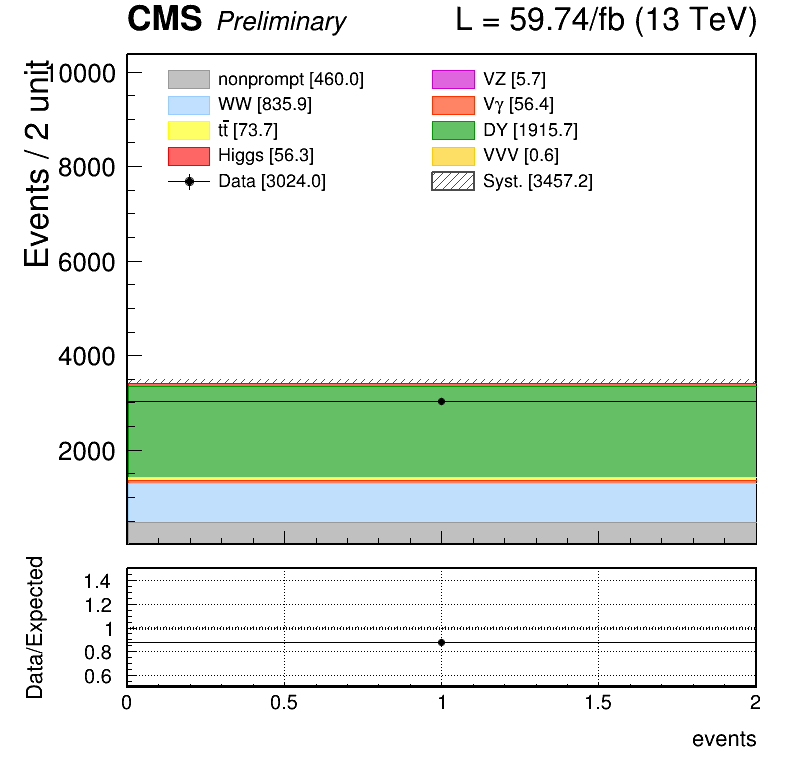 CMS Preliminary L = 59.74/fb (13 TeV)
Events / 2 unit
10000
8000
6000
4000
2000
nonprompt [460.0]
WW [835.9]
tt̄ [73.7]
Higgs [56.3]
Data [3024.0]
VZ [5.7]
Vγ [56.4]
DY [1915.7]
VVV [0.6]
Syst. [3457.2]
Data/Expected
1.4
1.2
1
0.8
0.6
0 0.5 1 1.5 2
events